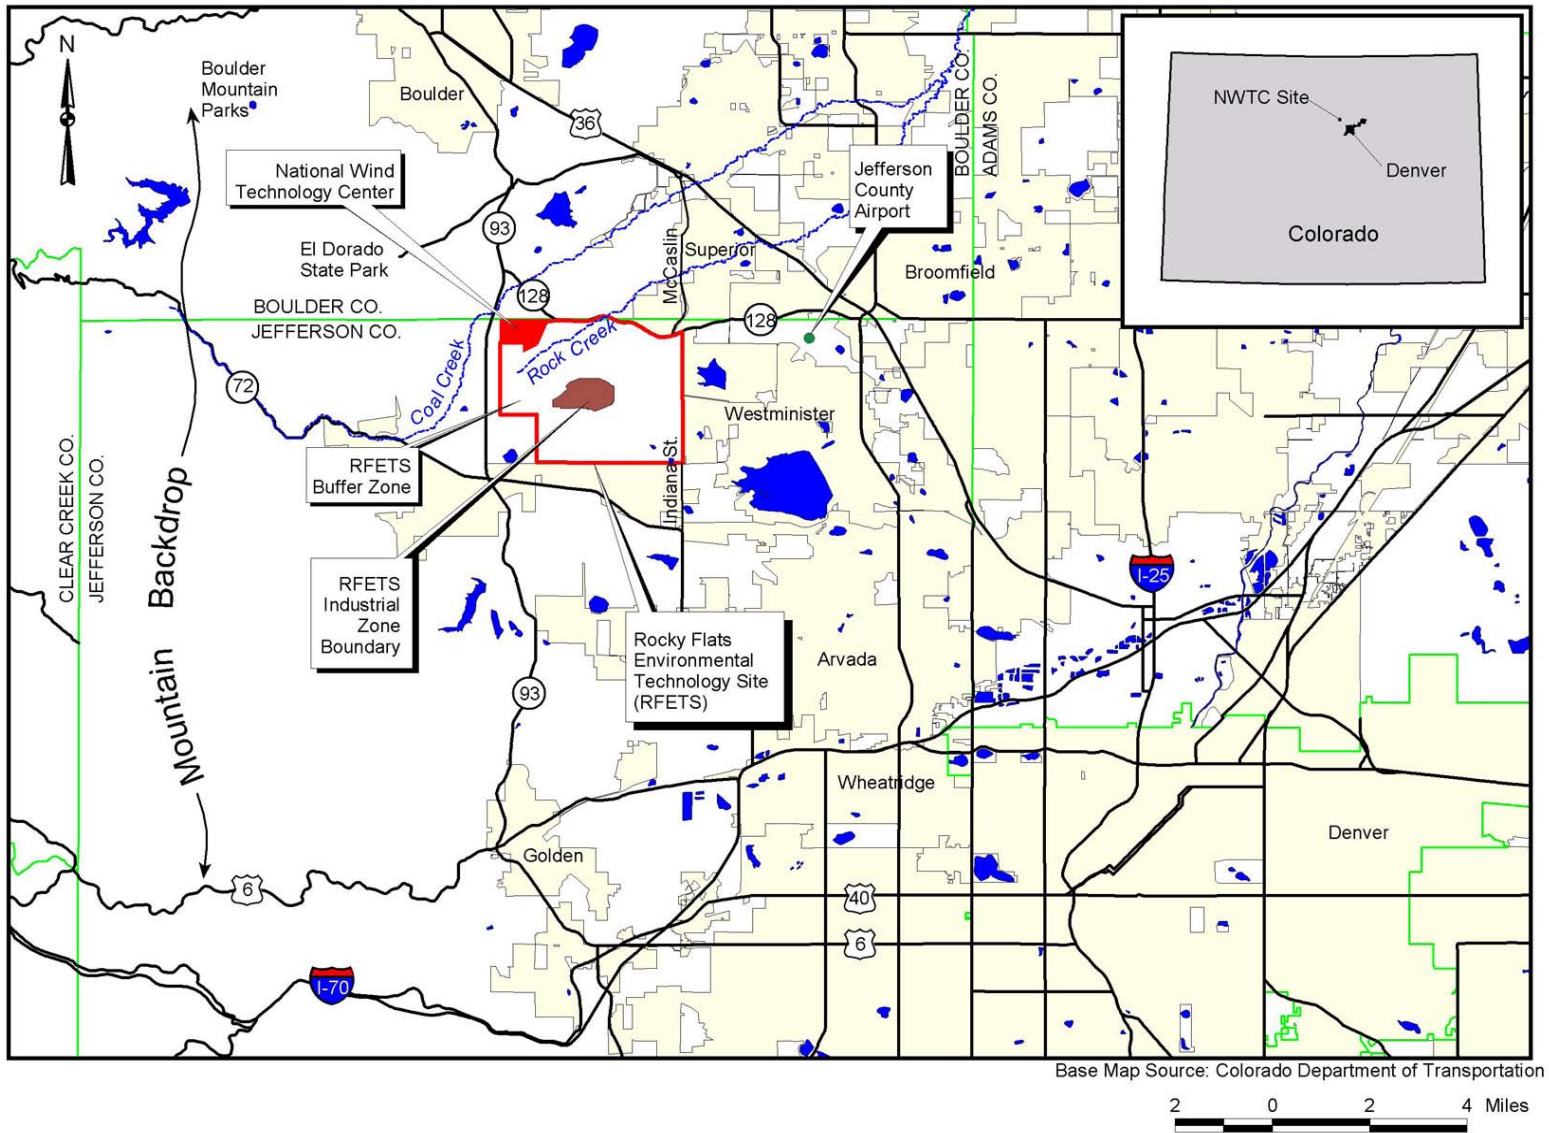 N
Boulder
Mountain
Parks
Boulder
36
BOULDER CO.
ADAMS CO.
NWTC Site
Denver
Colorado
National Wind
Technology Center
Jefferson
County
Airport
93
El Dorado
State Park
McCaslin
Superior
Broomfield
128
BOULDER CO.
JEFFERSON CO.
128
Rock Creek
Coal Creek
72
Westminister
CLEAR CREEK CO.
JEFFERSON CO.
Mountain Backdrop
RFETS
Buffer Zone
Indiana St.
I-25
RFETS
Industrial
Zone
Boundary
Rocky Flats
Environmental
Technology Site
(RFETS)
Arvada
93
Wheatridge
Denver
Golden
6
40
6
I-70
Base Map Source: Colorado Department of Transportation
2 0 2 4 Miles